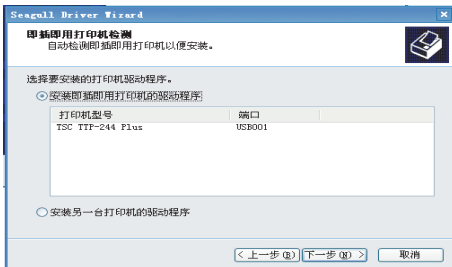 Seagull Driver Wizard
即插即用打印机检测
自动检测即插即用打印机以便安装。
选择要安装的打印机驱动程序。
安装即插即用打印机的驱动程序
打印机型号 端口
TSC TTP-244 Plus USB001
安装另一台打印机的驱动程序
< 上一步(B) 下一步(N) > 取消